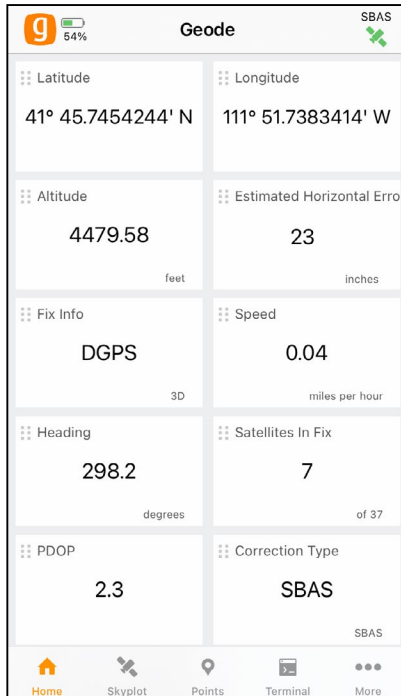 g
54%
Geode
SBAS
Latitude
41° 45.7454244' N
Longitude
111° 51.7383414' W
Altitude
4479.58
feet
Estimated Horizontal Erro
23
inches
Fix Info
DGPS
3D
Speed
0.04
miles per hour
Heading
298.2
degrees
Satellites In Fix
7
of 37
PDOP
2.3
Correction Type
SBAS
SBAS
Home
Skyplot
Points
Terminal
More